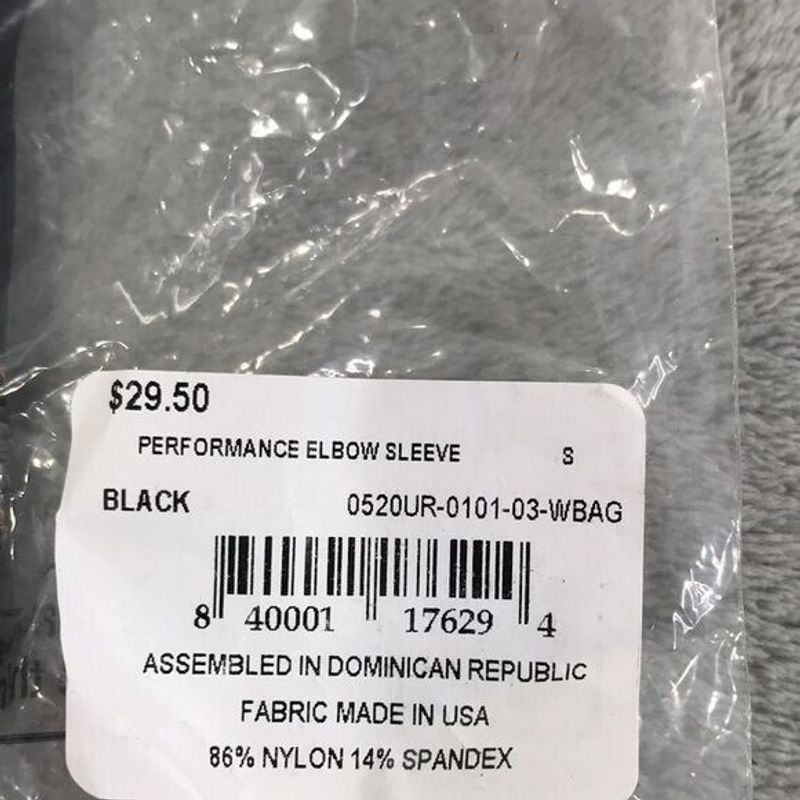 $29.50
PERFORMANCE ELBOW SLEEVE S
BLACK 0520UR-0101-03-WBAG
8 40001 17629 4
ASSEMBLED IN DOMINICAN REPUBLIC
FABRIC MADE IN USA
86% NYLON 14% SPANDEX